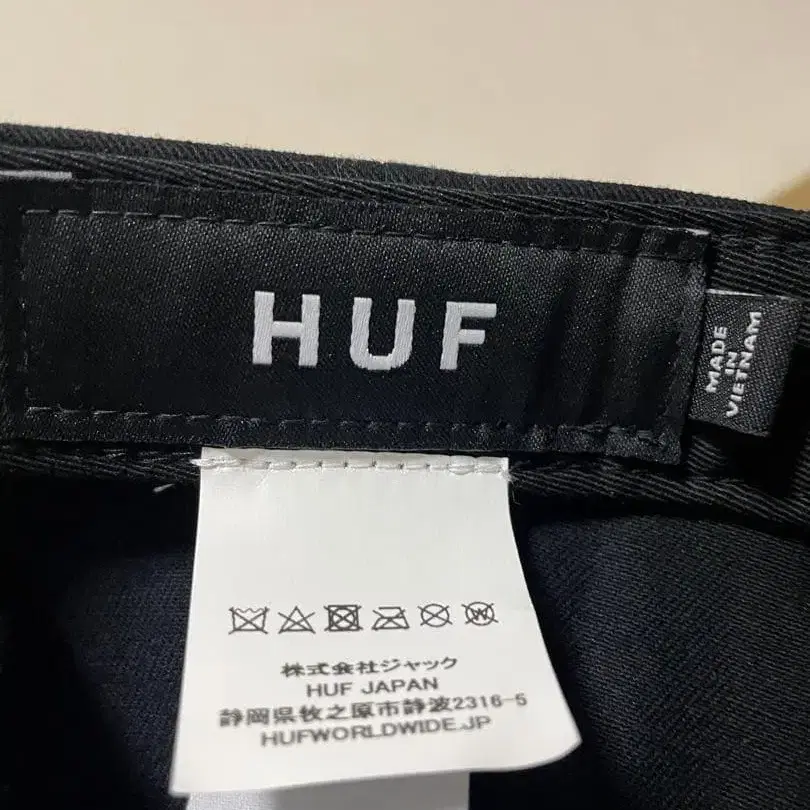 HUF
MADE
IN
VIETNAM
株式会社ジャック
HUF JAPAN
静岡県牧之原市静波2316-5
HUFWORLDWIDE.JP